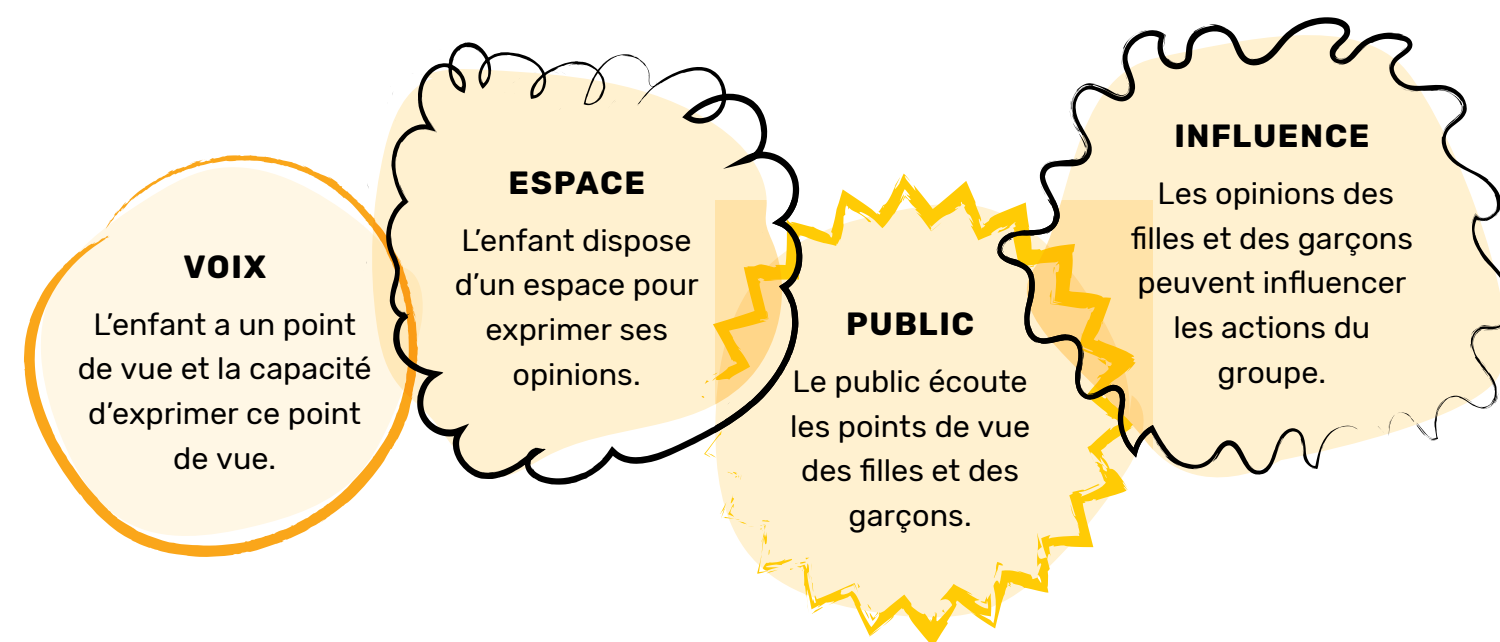 VOIX
L’enfant a un point
de vue et la capacité
d’exprimer ce point
de vue.
ESPACE
L’enfant dispose
d’un espace pour
exprimer ses
opinions.
PUBLIC
Le public écoute
les points de vue
des filles et des
garçons.
INFLUENCE
Les opinions des
filles et des garçons
peuvent influencer
les actions du
groupe.